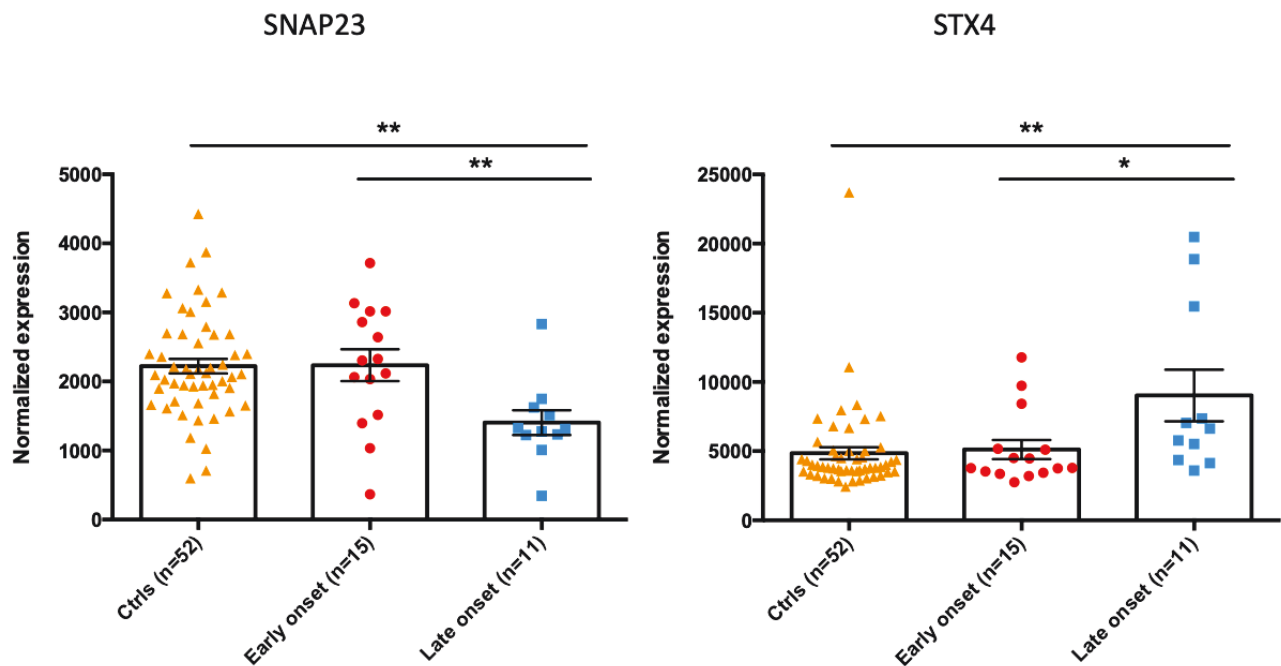 SNAP23
**
**
5000
4000
3000
2000
1000
0
Normalized expression
Ctrls (n=52)
Early onset (n=15)
Late onset (n=11)
STX4
**
*
25000
20000
15000
10000
5000
0
Normalized expression
Ctrls (n=52)
Early onset (n=15)
Late onset (n=11)